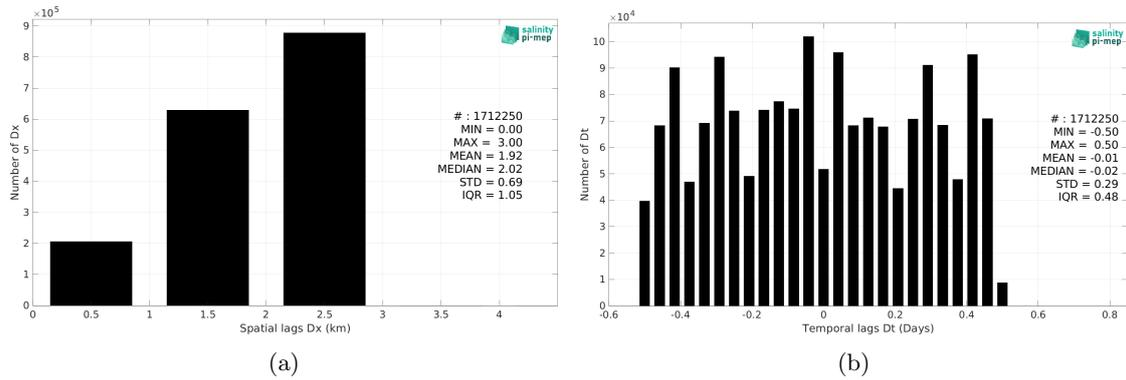 ×10⁵
9
8
7
6
5
4
3
2
1
0
Number of Dx
0 0.5 1 1.5 2 2.5 3 3.5 4
Spatial lags Dx (km)
salinity
pi-mep
# : 1712250
MIN = 0.00
MAX = 3.00
MEAN = 1.92
MEDIAN = 2.02
STD = 0.69
IQR = 1.05
(a)
×10⁴
10
9
8
7
6
5
4
3
2
1
0
Number of Dt
-0.6 -0.4 -0.2 0 0.2 0.4 0.6 0.8
Temporal lags Dt (Days)
salinity
pi-mep
# : 1712250
MIN = -0.50
MAX = 0.50
MEAN = -0.01
MEDIAN = -0.02
STD = 0.29
IQR = 0.48
(b)